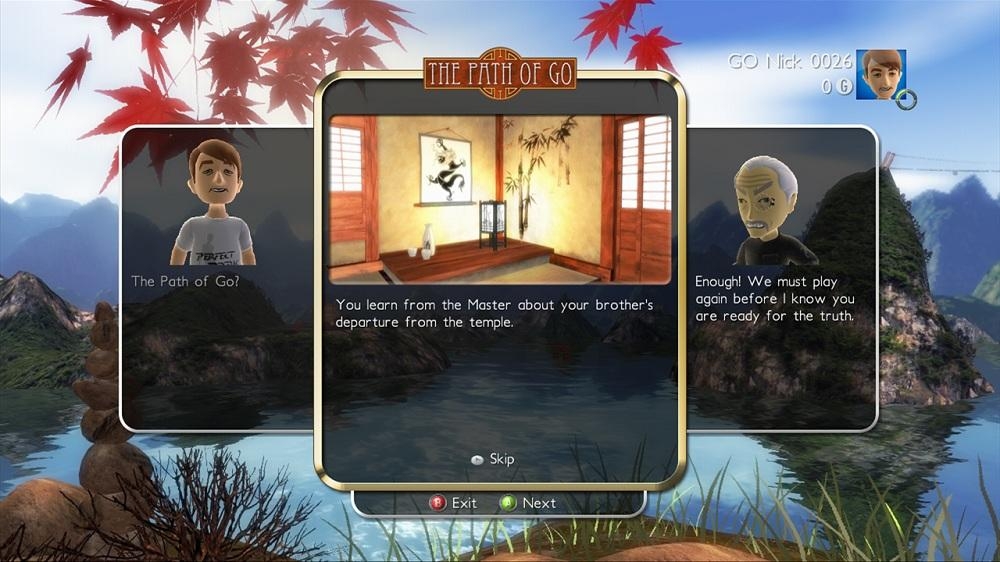 THE PATH OF GO
GO Nick 0026
0 G
PERFECT
The Path of Go?
You learn from the Master about your brother's
departure from the temple.
Enough! We must play
again before I know you
are ready for the truth.
Skip
B Exit A Next